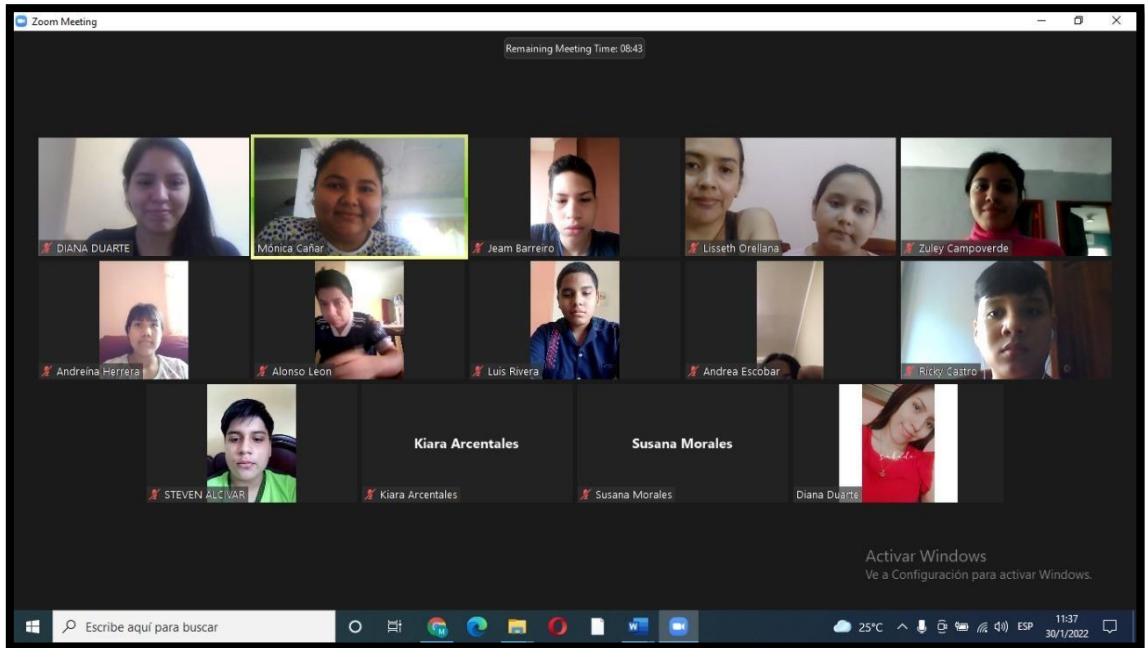 Zoom Meeting
Remaining Meeting Time: 08:43
DIANA DUARTE
Mónica Cañar
Jeam Barreiro
Lisseth Orellana
Zuley Campoverde
Andreína Herrera
Alonso Leon
Luis Rivera
Andrea Escobar
Ricky Castro
STEVEN ALCIVAR
Kiara Arcentales
Kiara Arcentales
Susana Morales
Susana Morales
Diana Duarte
Activar Windows
Ve a Configuración para activar Windows.
Escribe aquí para buscar
25°C
ESP
11:37
30/1/2022